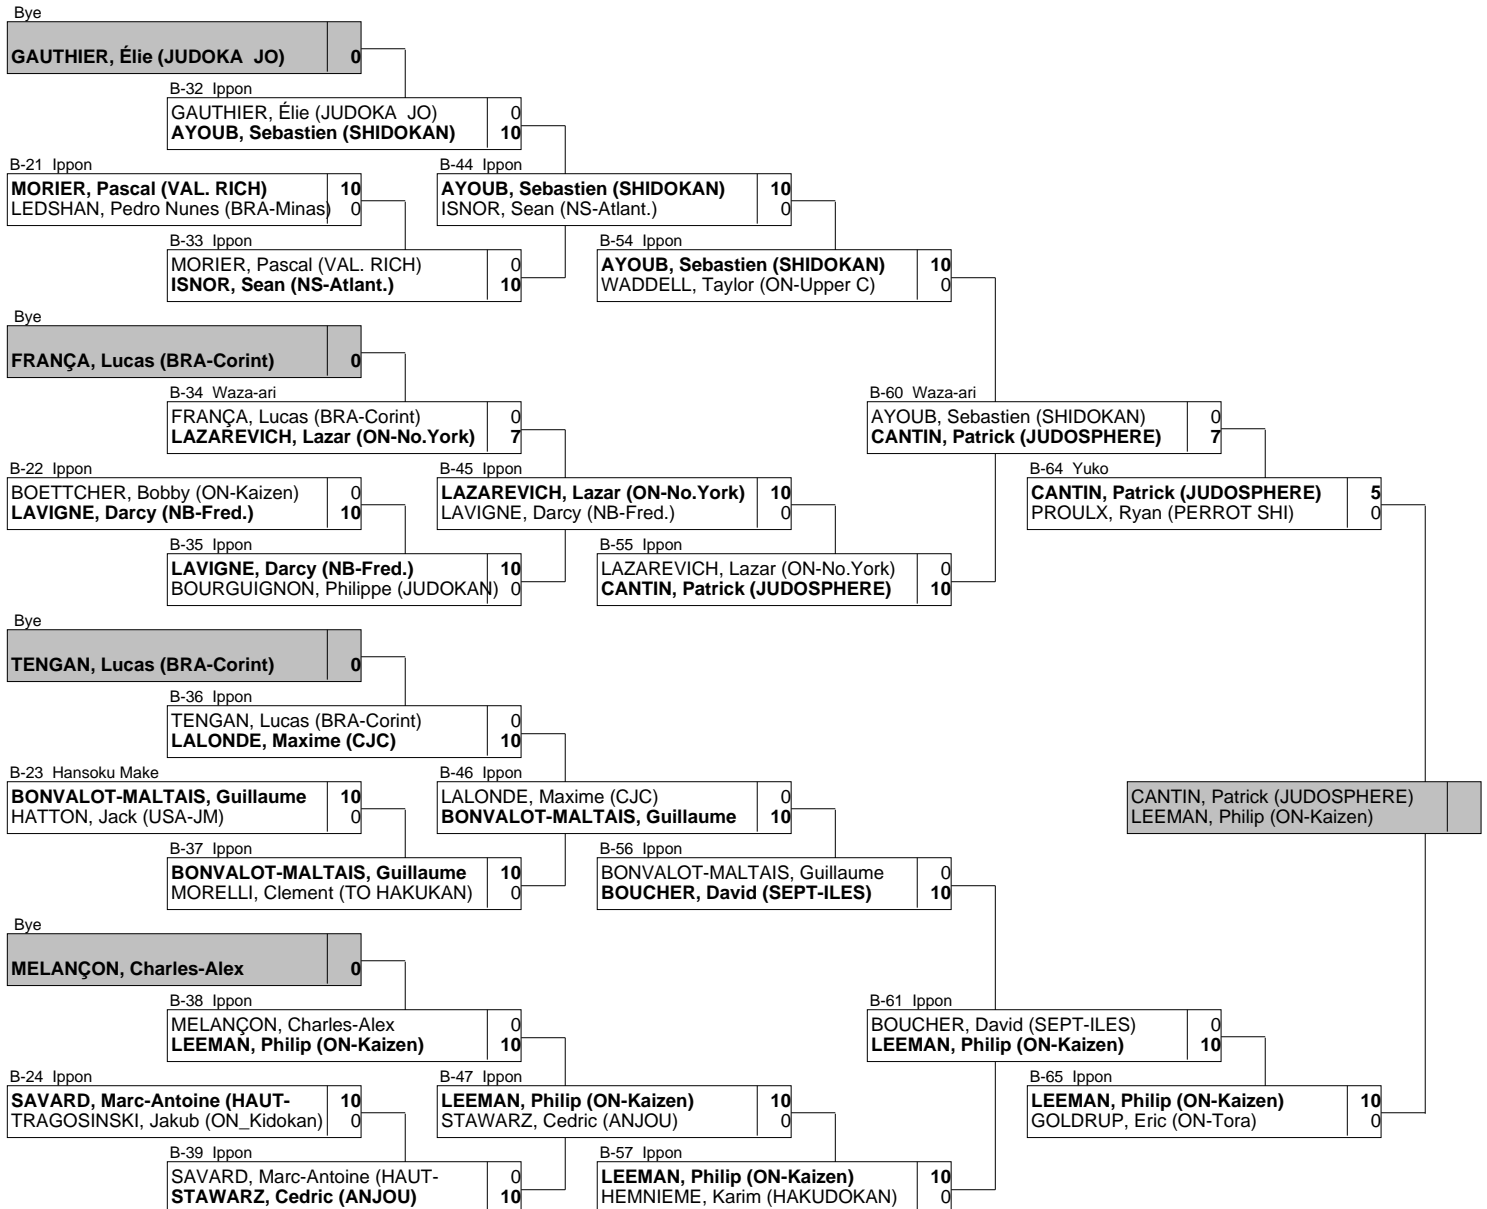 Bye
GAUTHIER, Élie (JUDOKA  JO) 0
B-32  Ippon
GAUTHIER, Élie (JUDOKA  JO) 0
AYOUB, Sebastien (SHIDOKAN) 10
B-21  Ippon
MORIER, Pascal (VAL. RICH) 10
LEDSHAN, Pedro Nunes (BRA-Minas) 0
B-44  Ippon
AYOUB, Sebastien (SHIDOKAN) 10
ISNOR, Sean (NS-Atlant.) 0
B-33  Ippon
MORIER, Pascal (VAL. RICH) 0
ISNOR, Sean (NS-Atlant.) 10
B-54  Ippon
AYOUB, Sebastien (SHIDOKAN) 10
WADDELL, Taylor (ON-Upper C) 0
Bye
FRANÇA, Lucas (BRA-Corint) 0
B-34  Waza-ari
FRANÇA, Lucas (BRA-Corint) 0
LAZAREVICH, Lazar (ON-No.York) 7
B-60  Waza-ari
AYOUB, Sebastien (SHIDOKAN) 0
CANTIN, Patrick (JUDOSPHERE) 7
B-22  Ippon
BOETTCHER, Bobby (ON-Kaizen) 0
LAVIGNE, Darcy (NB-Fred.) 10
B-45  Ippon
LAZAREVICH, Lazar (ON-No.York) 10
LAVIGNE, Darcy (NB-Fred.) 0
B-64  Yuko
CANTIN, Patrick (JUDOSPHERE) 5
PROULX, Ryan (PERROT SHI) 0
B-35  Ippon
LAVIGNE, Darcy (NB-Fred.) 10
BOURGUIGNON, Philippe (JUDOKAN) 0
B-55  Ippon
LAZAREVICH, Lazar (ON-No.York) 0
CANTIN, Patrick (JUDOSPHERE) 10
Bye
TENGAN, Lucas (BRA-Corint) 0
B-36  Ippon
TENGAN, Lucas (BRA-Corint) 0
LALONDE, Maxime (CJC) 10
B-23  Hansoku Make
BONVALOT-MALTAIS, Guillaume 10
HATTON, Jack (USA-JM) 0
B-46  Ippon
LALONDE, Maxime (CJC) 0
BONVALOT-MALTAIS, Guillaume 10
CANTIN, Patrick (JUDOSPHERE)
LEEMAN, Philip (ON-Kaizen)
B-37  Ippon
BONVALOT-MALTAIS, Guillaume 10
MORELLI, Clement (TO HAKUKAN) 0
B-56  Ippon
BONVALOT-MALTAIS, Guillaume 0
BOUCHER, David (SEPT-ILES) 10
Bye
MELANÇON, Charles-Alex 0
B-38  Ippon
MELANÇON, Charles-Alex 0
LEEMAN, Philip (ON-Kaizen) 10
B-61  Ippon
BOUCHER, David (SEPT-ILES) 0
LEEMAN, Philip (ON-Kaizen) 10
B-24  Ippon
SAVARD, Marc-Antoine (HAUT- 10
TRAGOSINSKI, Jakub (ON_Kidokan) 0
B-47  Ippon
LEEMAN, Philip (ON-Kaizen) 10
STAWARZ, Cedric (ANJOU) 0
B-65  Ippon
LEEMAN, Philip (ON-Kaizen) 10
GOLDRUP, Eric (ON-Tora) 0
B-39  Ippon
SAVARD, Marc-Antoine (HAUT- 0
STAWARZ, Cedric (ANJOU) 10
B-57  Ippon
LEEMAN, Philip (ON-Kaizen) 10
HEMNIEME, Karim (HAKUDOKAN) 0